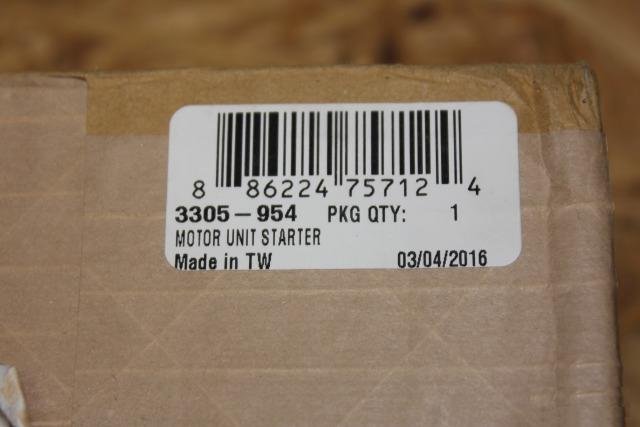 8 86224 75712 4
3305-954 PKG QTY: 1
MOTOR UNIT STARTER
Made in TW 03/04/2016